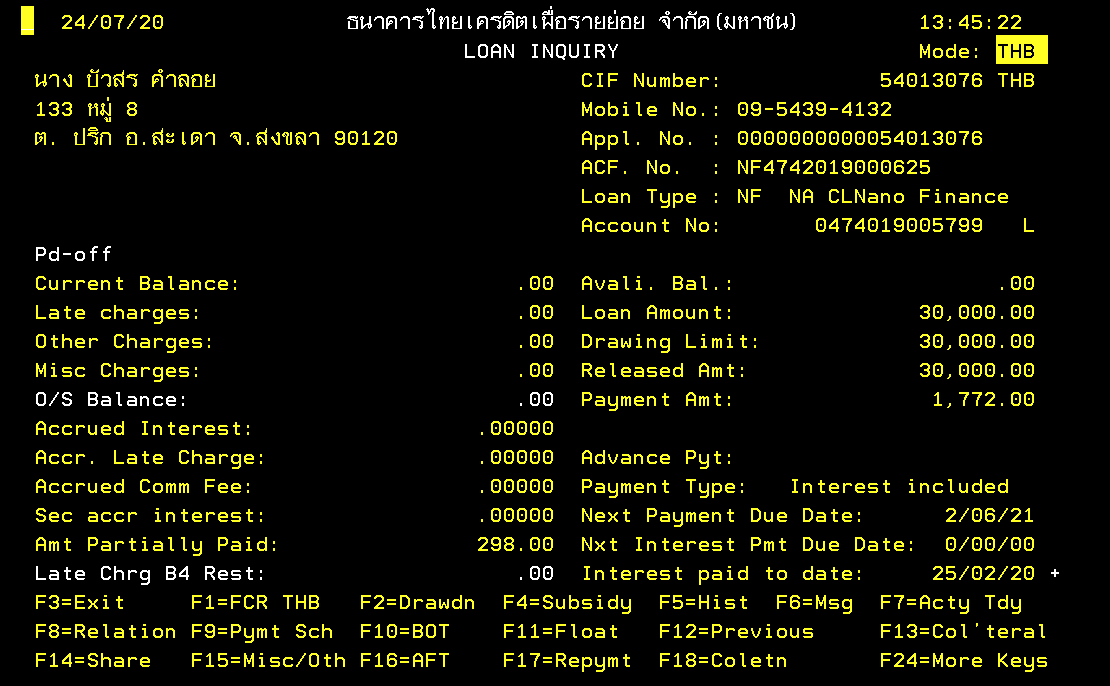 24/07/20 ธนาคารไทยเครดิตเพื่อรายย่อย จำกัด(มหาชน) 13:45:22
LOAN INQUIRY Mode: THB
นาง บัวสร คำลอย CIF Number: 54013076 THB
133 หมู่ 8 Mobile No.: 09-5439-4132
ต. ปริก อ.สะเดา จ.สงขลา 90120 Appl. No. : 0000000000054013076
ACF. No. : NF4742019000625
Loan Type : NF NA CLNano Finance
Account No: 0474019005799 L
Pd-off
Current Balance: .00 Avali. Bal.: .00
Late charges: .00 Loan Amount: 30,000.00
Other Charges: .00 Drawing Limit: 30,000.00
Misc Charges: .00 Released Amt: 30,000.00
O/S Balance: .00 Payment Amt: 1,772.00
Accrued Interest: .00000
Accr. Late Charge: .00000 Advance Pyt:
Accrued Comm Fee: .00000 Payment Type: Interest included
Sec accr interest: .00000 Next Payment Due Date: 2/06/21
Amt Partially Paid: 298.00 Nxt Interest Pmt Due Date: 0/00/00
Late Chrg B4 Rest: .00 Interest paid to date: 25/02/20 +
F3=Exit F1=FCR THB F2=Drawdn F4=Subsidy F5=Hist F6=Msg F7=Acty Tdy
F8=Relation F9=Pymt Sch F10=BOT F11=Float F12=Previous F13=Col'teral
F14=Share F15=Misc/Oth F16=AFT F17=Repymt F18=Coletn F24=More Keys